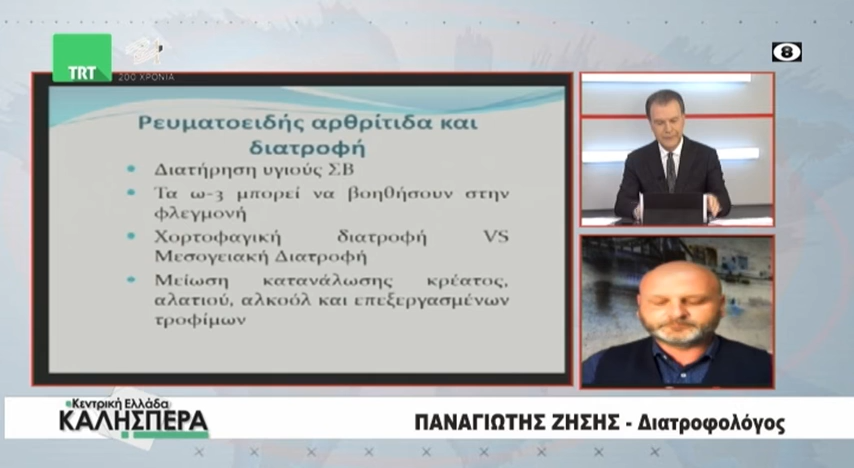 TRT
200 ΧΡΟΝΙΑ
8
Ρευματοειδής αρθρίτιδα και
διατροφή
• Διατήρηση υγιούς ΣΒ
• Τα ω-3 μπορεί να βοηθήσουν στην
φλεγμονή
• Χορτοφαγική διατροφή VS
Μεσογειακή Διατροφή
• Μείωση κατανάλωσης κρέατος,
αλατιού, αλκοόλ και επεξεργασμένων
τροφίμων
Κεντρική Ελλάδα
ΚΑΛΗΣΠΕΡΑ
ΠΑΝΑΓΙΩΤΗΣ ΖΗΣΗΣ - Διατροφολόγος